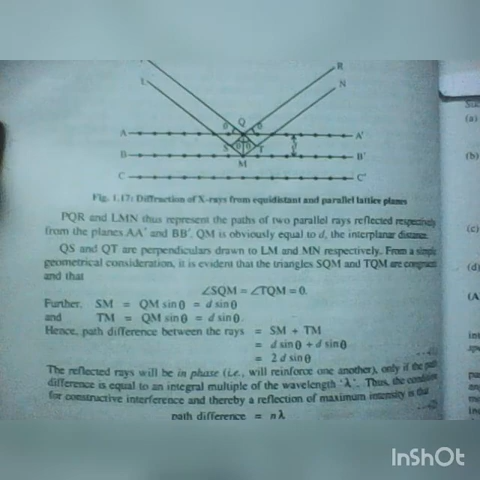 L
R
N
Q
θ
θ
A
A'
S
θ
θ
T
d
B
B'
M
C
C'
Fig. 1.17: Diffraction of X-rays from equidistant and parallel lattice planes
PQR and LMN thus represent the paths of two parallel rays reflected respectively
from the planes AA' and BB'. QM is obviously equal to d, the interplanar distance.
QS and QT are perpendiculars drawn to LM and MN respectively. From a simple
geometrical consideration, it is evident that the triangles SQM and TQM are congruent
and that
∠SQM = ∠TQM = θ.
Further, SM = QM sin θ = d sin θ
and TM = QM sin θ = d sin θ.
Hence, path difference between the rays = SM + TM
= d sin θ + d sin θ
= 2 d sin θ
The reflected rays will be in phase (i.e., will reinforce one another), only if the path
difference is equal to an integral multiple of the wavelength 'λ'. Thus, the condition
for constructive interference and thereby a reflection of maximum intensity is that
path difference = nλ
(a)
(b)
(c)
(d)
(A
InShOt